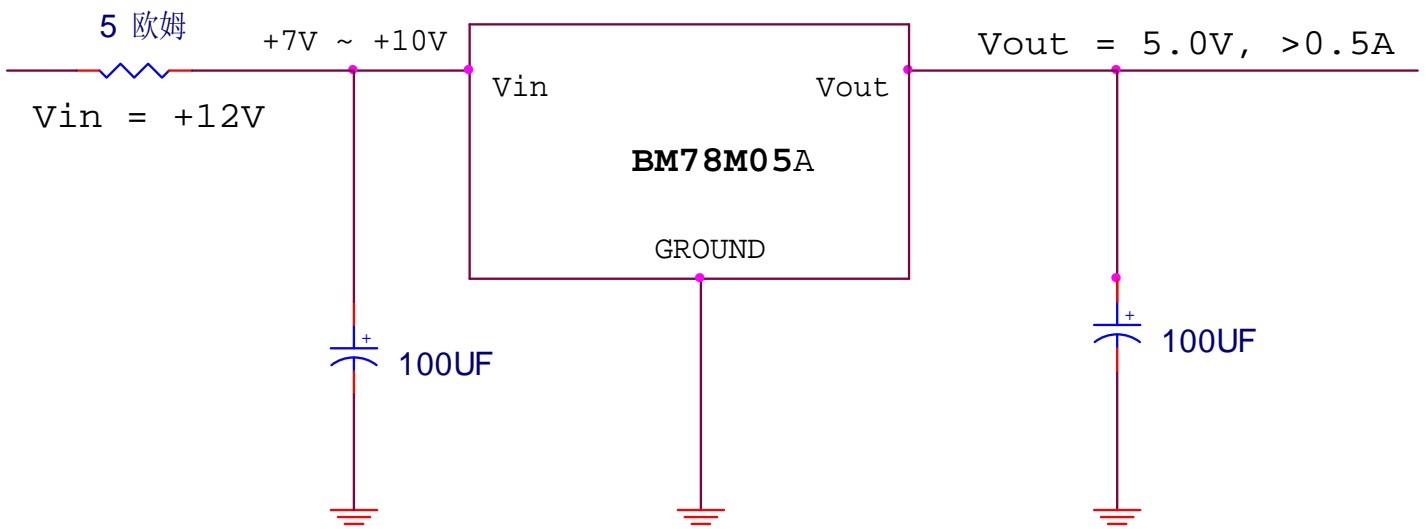 5 欧姆
+7V ~ +10V
Vout = 5.0V, >0.5A
Vin = +12V
Vin
Vout
BM78M05A
GROUND
+
100UF
+
100UF